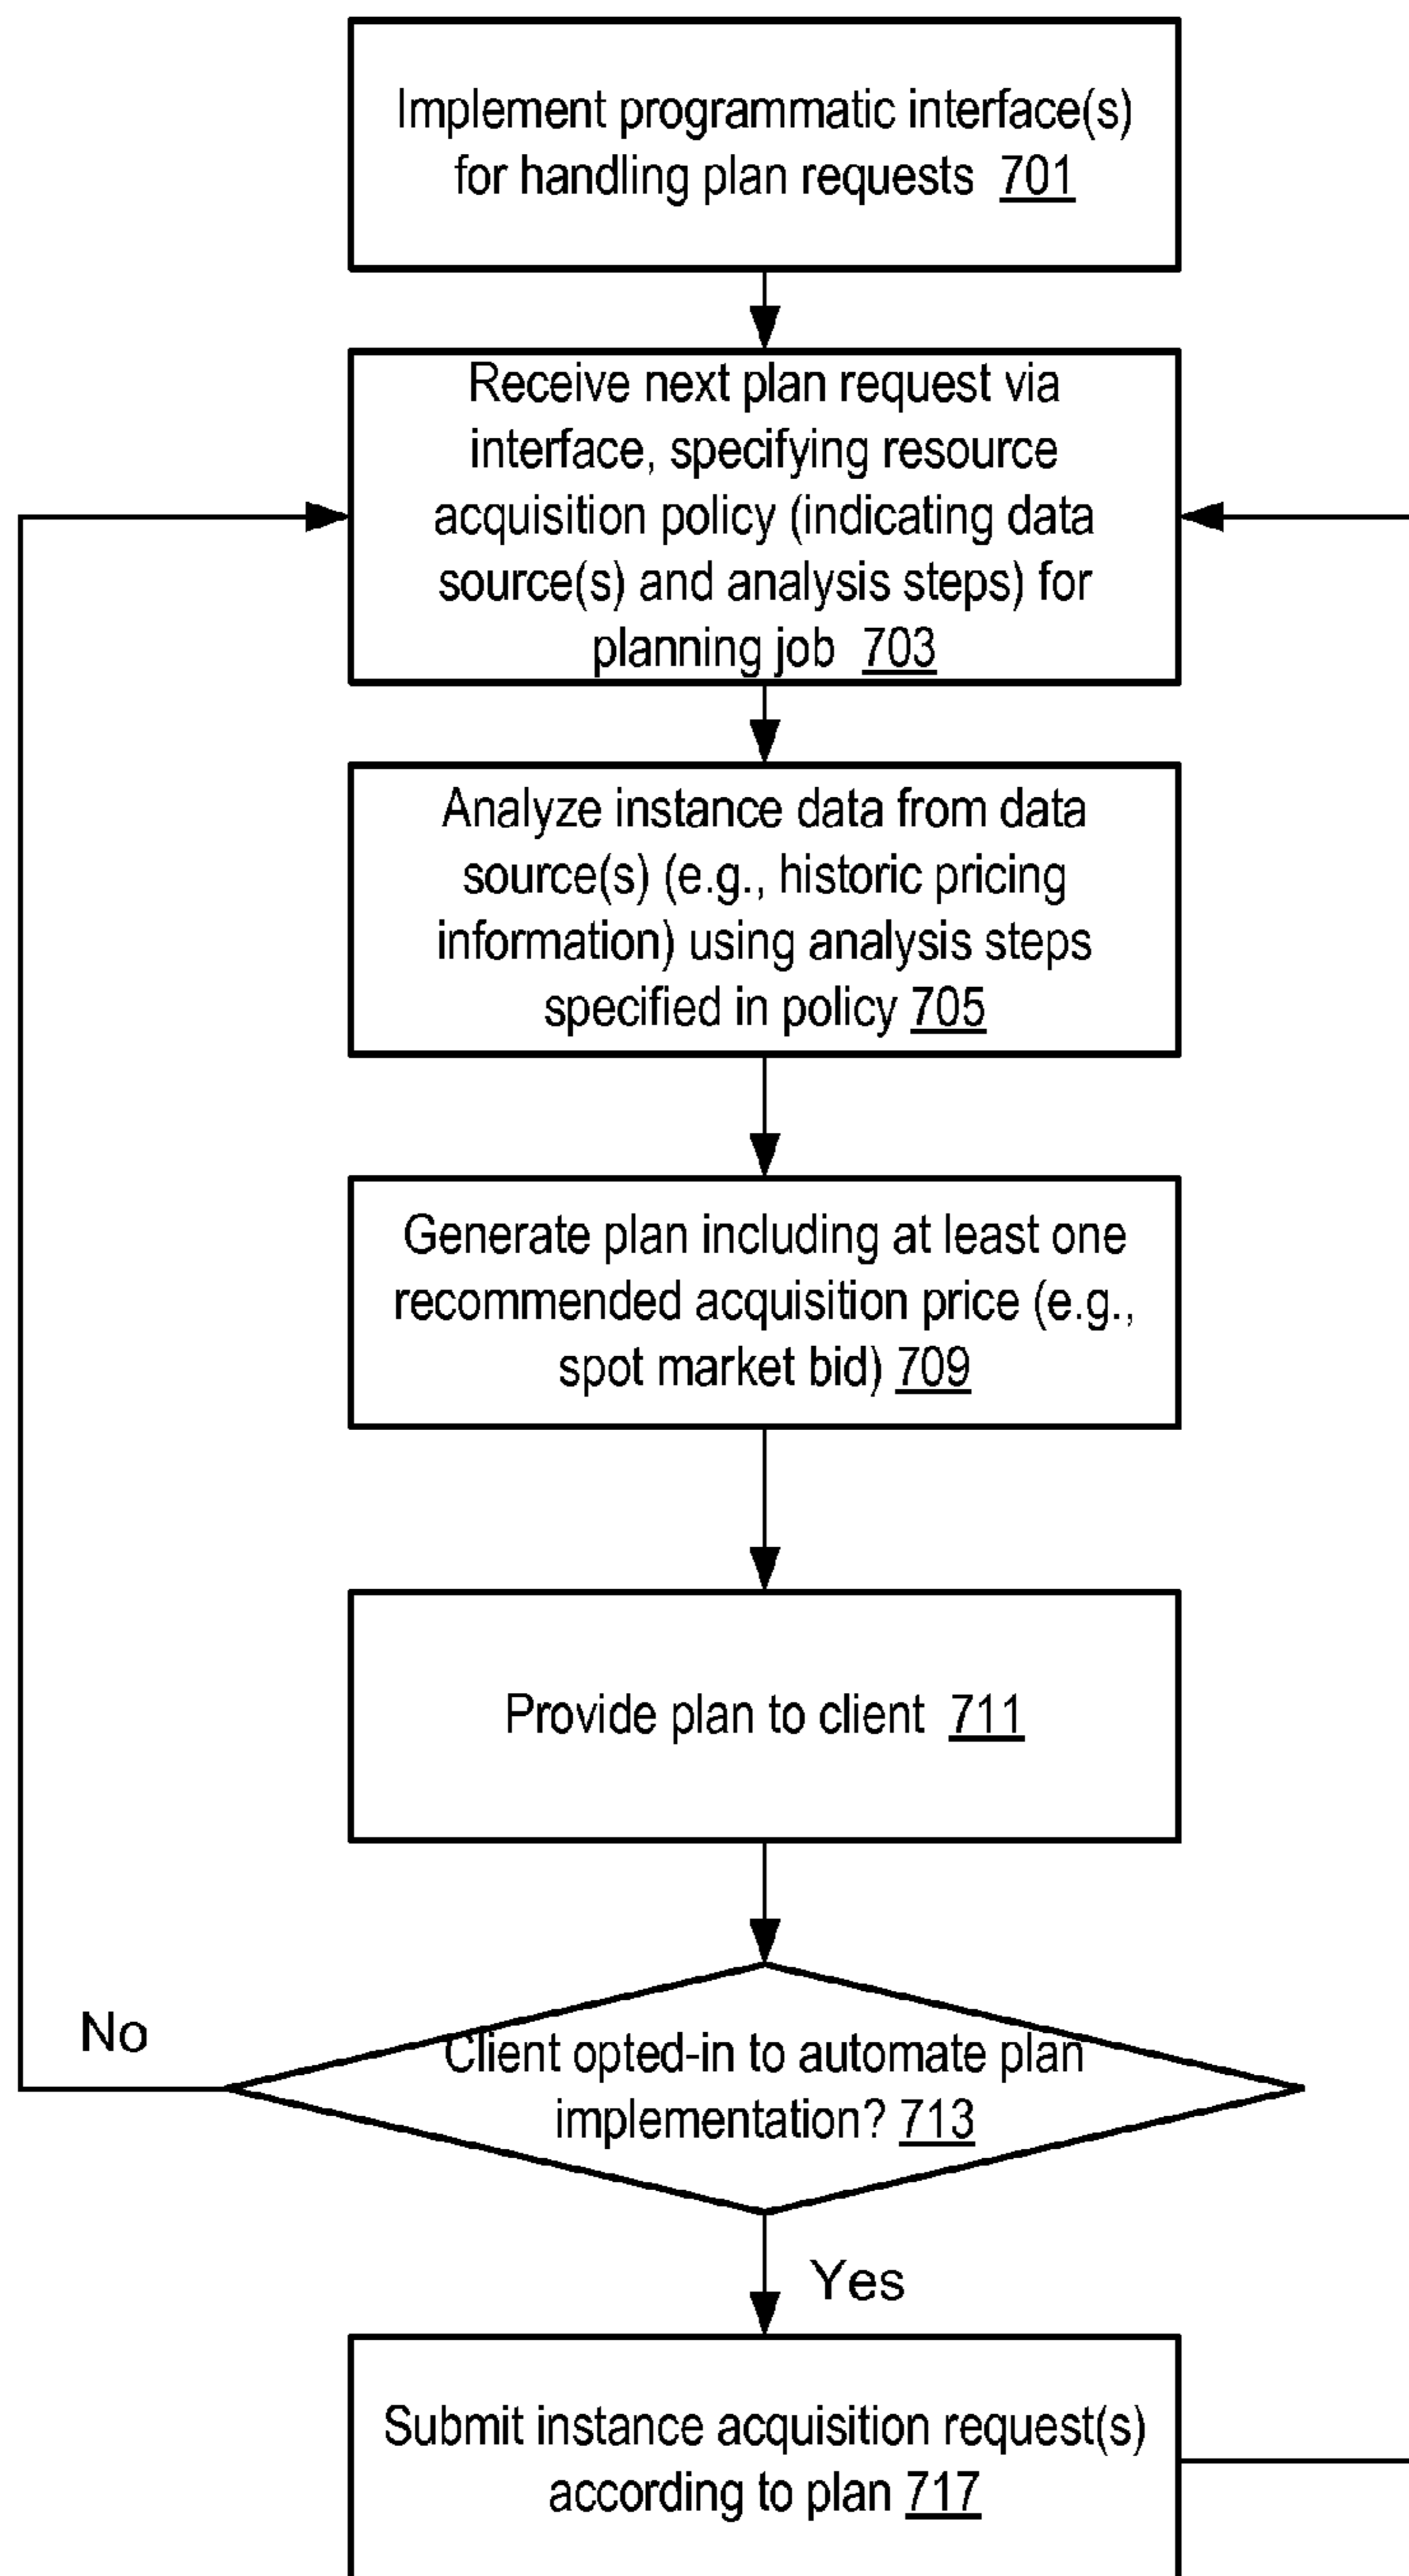 Implement programmatic interface(s)
for handling plan requests 701
Receive next plan request via
interface, specifying resource
acquisition policy (indicating data
source(s) and analysis steps) for
planning job 703
Analyze instance data from data
source(s) (e.g., historic pricing
information) using analysis steps
specified in policy 705
Generate plan including at least one
recommended acquisition price (e.g.,
spot market bid) 709
Provide plan to client 711
No
Client opted-in to automate plan
implementation? 713
Yes
Submit instance acquisition request(s)
according to plan 717